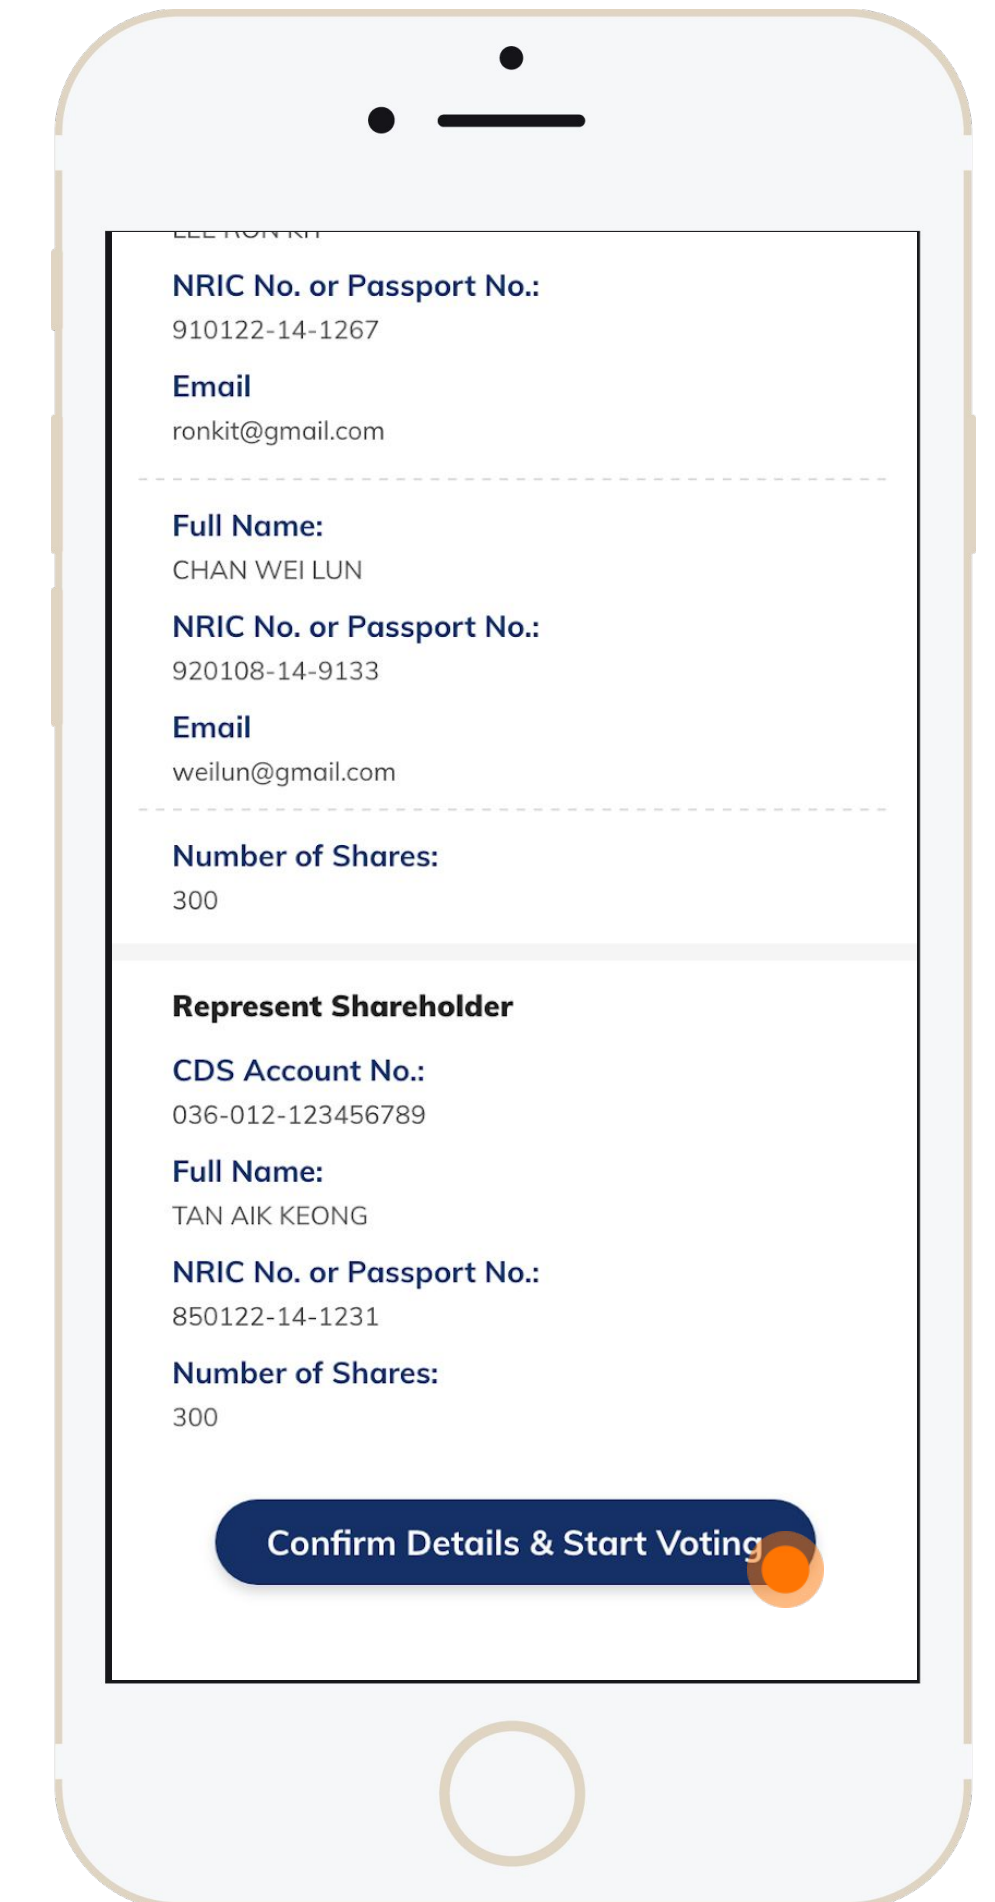 NRIC No. or Passport No.:
910122-14-1267
Email
ronkit@gmail.com
Full Name:
CHAN WEI LUN
NRIC No. or Passport No.:
920108-14-9133
Email
weilun@gmail.com
Number of Shares:
300
Represent Shareholder
CDS Account No.:
036-012-123456789
Full Name:
TAN AIK KEONG
NRIC No. or Passport No.:
850122-14-1231
Number of Shares:
300
Confirm Details & Start Voting